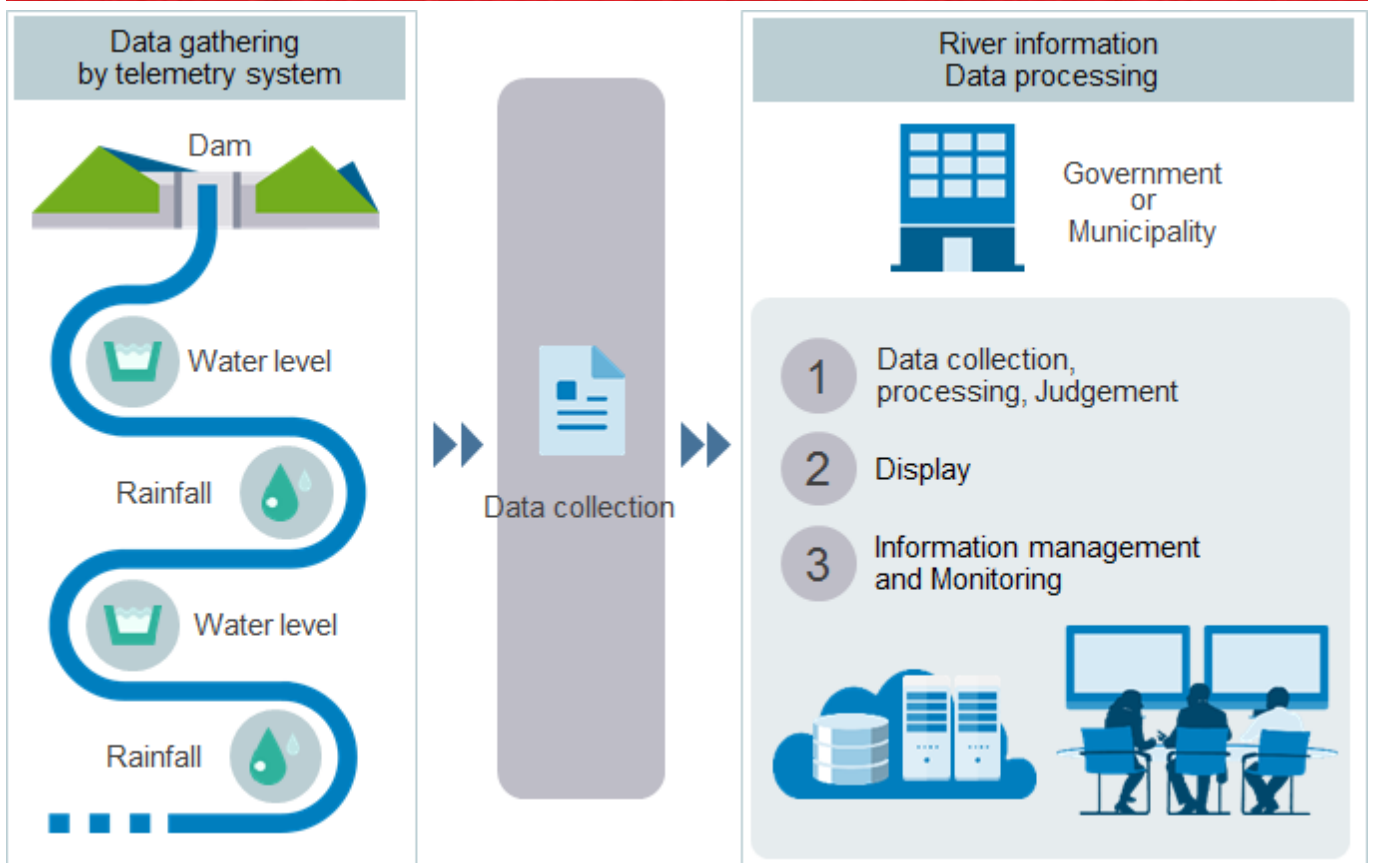 Data gathering
by telemetry system
Dam
Water level
Rainfall
Water level
Rainfall
Data collection
River information
Data processing
Government
or
Municipality
1
Data collection,
processing, Judgement
2
Display
3
Information management
and Monitoring